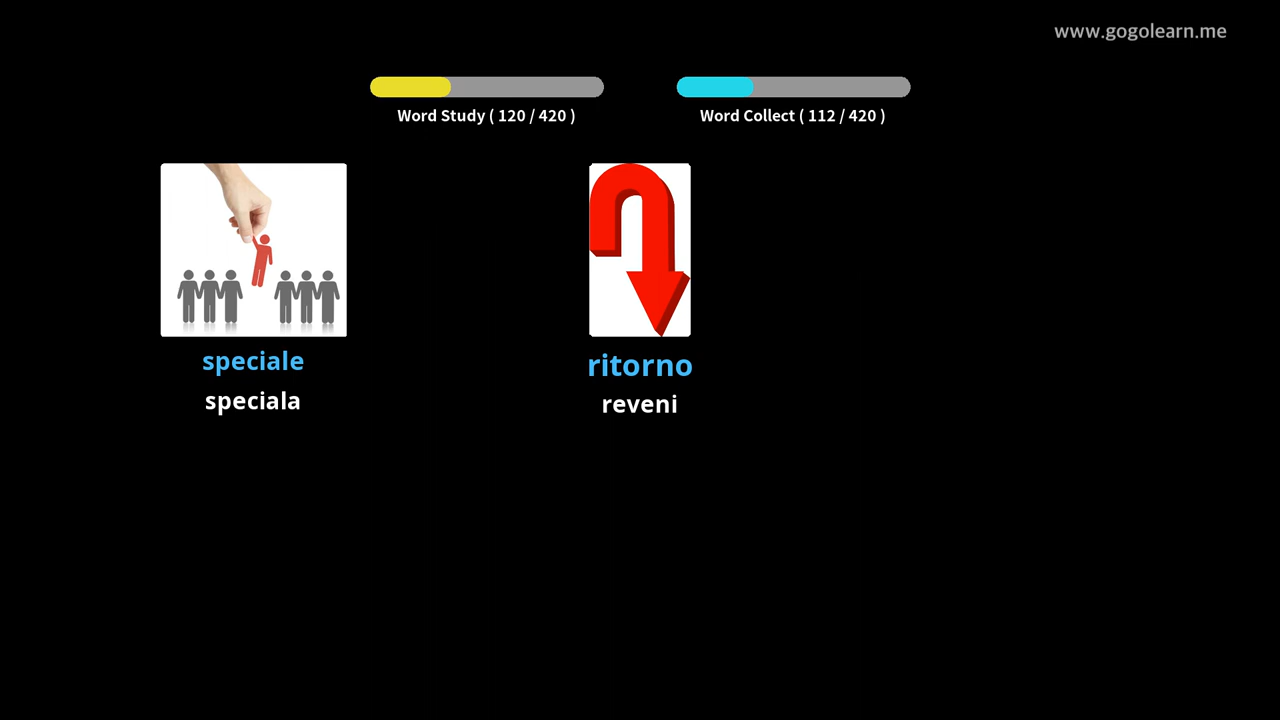 www.gogolearn.me
Word Study ( 120 / 420 )
Word Collect ( 112 / 420 )
speciale
speciala
ritorno
reveni